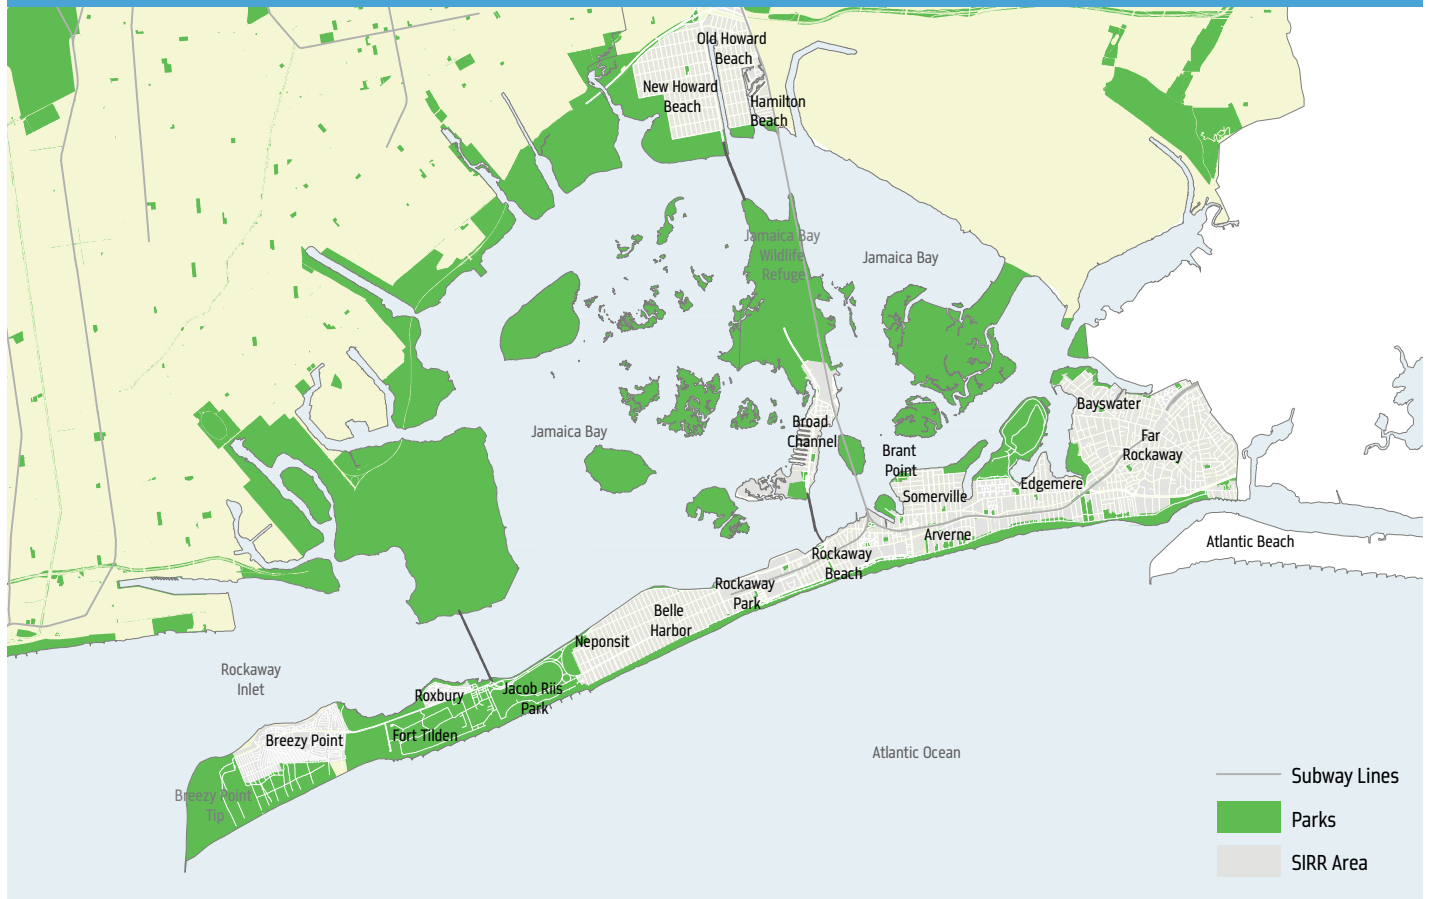 Old Howard
Beach
New Howard
Beach
Hamilton
Beach
Jamaica Bay
Wildlife
Refuge
Jamaica Bay
Jamaica Bay
Broad
Channel
Brant
Point
Bayswater
Far
Rockaway
Edgemere
Somerville
Arverne
Atlantic Beach
Rockaway
Beach
Rockaway
Park
Belle
Harbor
Neponsit
Rockaway
Inlet
Roxbury
Jacob Riis
Park
Fort Tilden
Breezy Point
Breezy Point
Tip
Atlantic Ocean
Subway Lines
Parks
SIRR Area